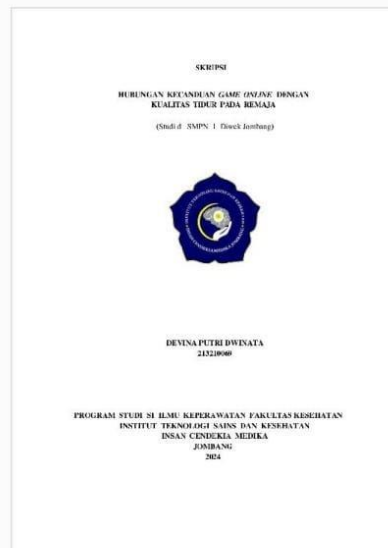 SKRIPSI
HUBUNGAN KECANDUAN GAME ONLINE DENGAN
KUALITAS TIDUR PADA REMAJA
(Studi di SMPN 1 Diwek Jombang)
DEVINA PUTRI DWINATA
213210060
PROGRAM STUDI S1 ILMU KEPERAWATAN FAKULTAS KESEHATAN
INSTITUT TEKNOLOGI SAINS DAN KESEHATAN
INSAN CENDEKIA MEDIKA
JOMBANG
2024